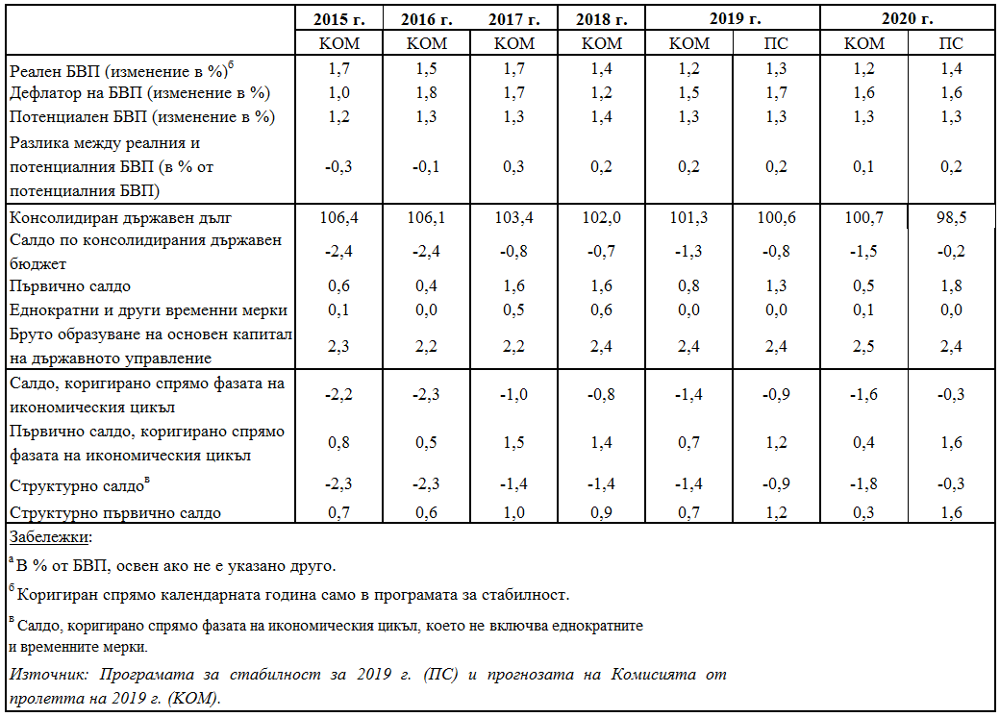 2015 г. 2016 г. 2017 г. 2018 г. 2019 г. 2020 г.
КОМ КОМ КОМ КОМ КОМ ПС КОМ ПС
Реален БВП (изменение в %)б 1,7 1,5 1,7 1,4 1,2 1,3 1,2 1,4
Дефлатор на БВП (изменение в %) 1,0 1,8 1,7 1,2 1,5 1,7 1,6 1,6
Потенциален БВП (изменение в %) 1,2 1,3 1,3 1,4 1,3 1,3 1,3 1,3
Разлика между реалния и
потенциалния БВП (в % от -0,3 -0,1 0,3 0,2 0,2 0,2 0,1 0,2
потенциалния БВП)
Консолидиран държавен дълг 106,4 106,1 103,4 102,0 101,3 100,6 100,7 98,5
Салдо по консолидирания държавен
бюджет -2,4 -2,4 -0,8 -0,7 -1,3 -0,8 -1,5 -0,2
Първично салдо 0,6 0,4 1,6 1,6 0,8 1,3 0,5 1,8
Еднократни и други временни мерки 0,1 0,0 0,5 0,6 0,0 0,0 0,1 0,0
Бруто образуване на основен капитал
на държавното управление 2,3 2,2 2,2 2,4 2,4 2,4 2,5 2,4
Салдо, коригирано спрямо фазата на
икономическия цикъл -2,2 -2,3 -1,0 -0,8 -1,4 -0,9 -1,6 -0,3
Първично салдо, коригирано спрямо
фазата на икономическия цикъл 0,8 0,5 1,5 1,4 0,7 1,2 0,4 1,6
Структурно салдов -2,3 -2,3 -1,4 -1,4 -1,4 -0,9 -1,8 -0,3
Структурно първично салдо 0,7 0,6 1,0 0,9 0,7 1,2 0,3 1,6
Забележки:
а В % от БВП, освен ако не е указано друго.
б Коригиран спрямо календарната година само в програмата за стабилност.
в Салдо, коригирано спрямо фазата на икономическия цикъл, което не включва еднократните
и временните мерки.
Източник: Програмата за стабилност за 2019 г. (ПС) и прогнозата на Комисията от
пролетта на 2019 г. (КОМ).